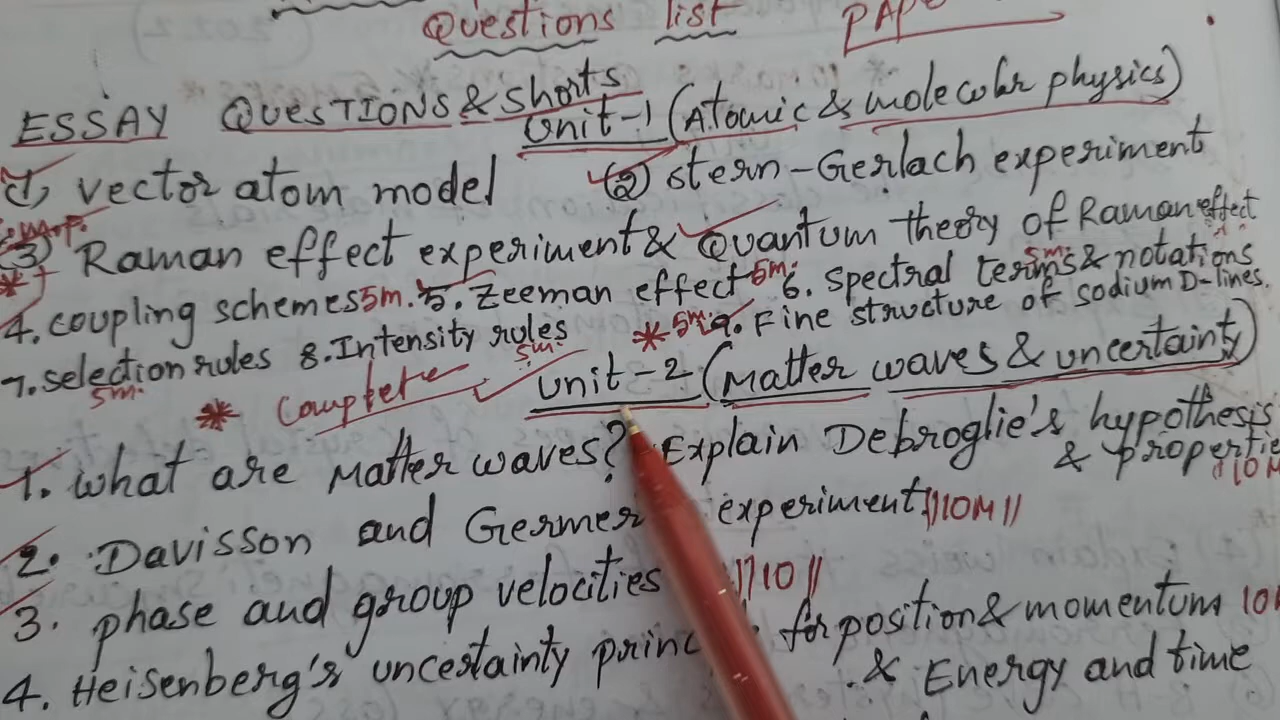 Questions list
ESSAY QUESTIONS & shorts
Unit-1 (Atomic & molecular physics)
1) vector atom model (2) stern-Gerlach experiment
(3) Raman effect experiment & Quantum theory of Raman effect
4. coupling schemes 5m. 5. Zeeman effect 5m. 6. spectral terms & notations 5m.
7. selection rules 5m. 8. Intensity rules 5m. * 5m 9. Fine structure of sodium D-lines.
* Complete Unit-2 (Matter waves & uncertainty)
1. What are Matter waves? Explain Debroglie's hypothesis
& 10M
2. Davisson and Germer experiment. ||10M||
3. phase and group velocities ||10||
4. Heisenberg's uncertainty for position & momentum
& Energy and time